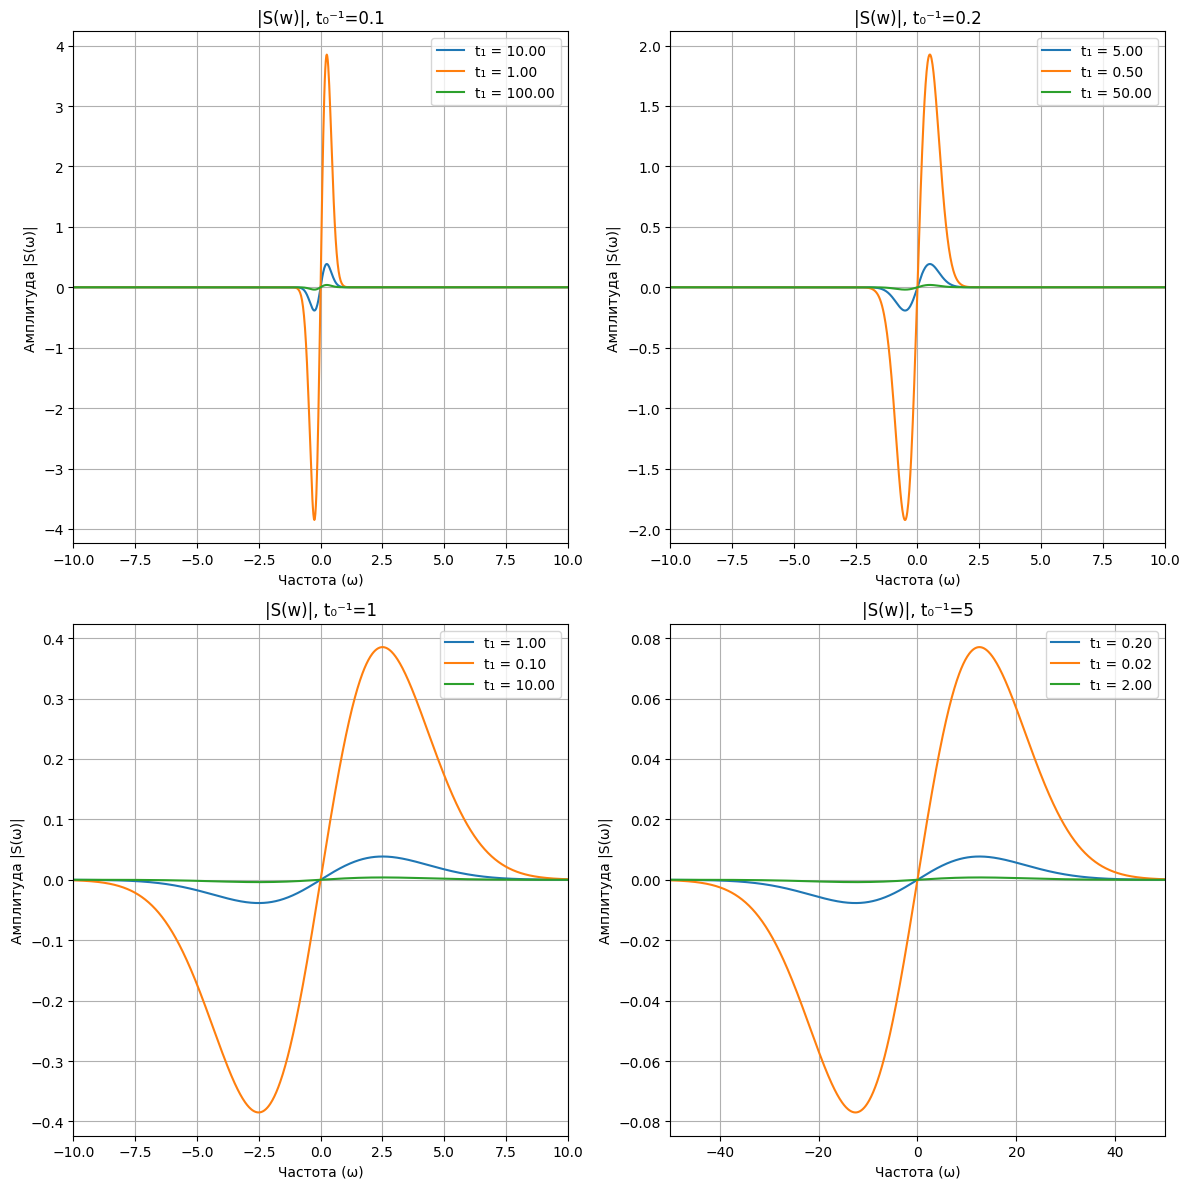 |S(w)|, t₀⁻¹=0.1
t₁ = 10.00
t₁ = 1.00
t₁ = 100.00
4
3
2
1
0
−1
−2
−3
−4
Амплитуда |S(ω)|
−10.0 −7.5 −5.0 −2.5 0.0 2.5 5.0 7.5 10.0
Частота (ω)
|S(w)|, t₀⁻¹=0.2
t₁ = 5.00
t₁ = 0.50
t₁ = 50.00
2.0
1.5
1.0
0.5
0.0
−0.5
−1.0
−1.5
−2.0
Амплитуда |S(ω)|
−10.0 −7.5 −5.0 −2.5 0.0 2.5 5.0 7.5 10.0
Частота (ω)
|S(w)|, t₀⁻¹=1
t₁ = 1.00
t₁ = 0.10
t₁ = 10.00
0.4
0.3
0.2
0.1
0.0
−0.1
−0.2
−0.3
−0.4
Амплитуда |S(ω)|
−10.0 −7.5 −5.0 −2.5 0.0 2.5 5.0 7.5 10.0
Частота (ω)
|S(w)|, t₀⁻¹=5
t₁ = 0.20
t₁ = 0.02
t₁ = 2.00
0.08
0.06
0.04
0.02
0.00
−0.02
−0.04
−0.06
−0.08
Амплитуда |S(ω)|
−40 −20 0 20 40
Частота (ω)